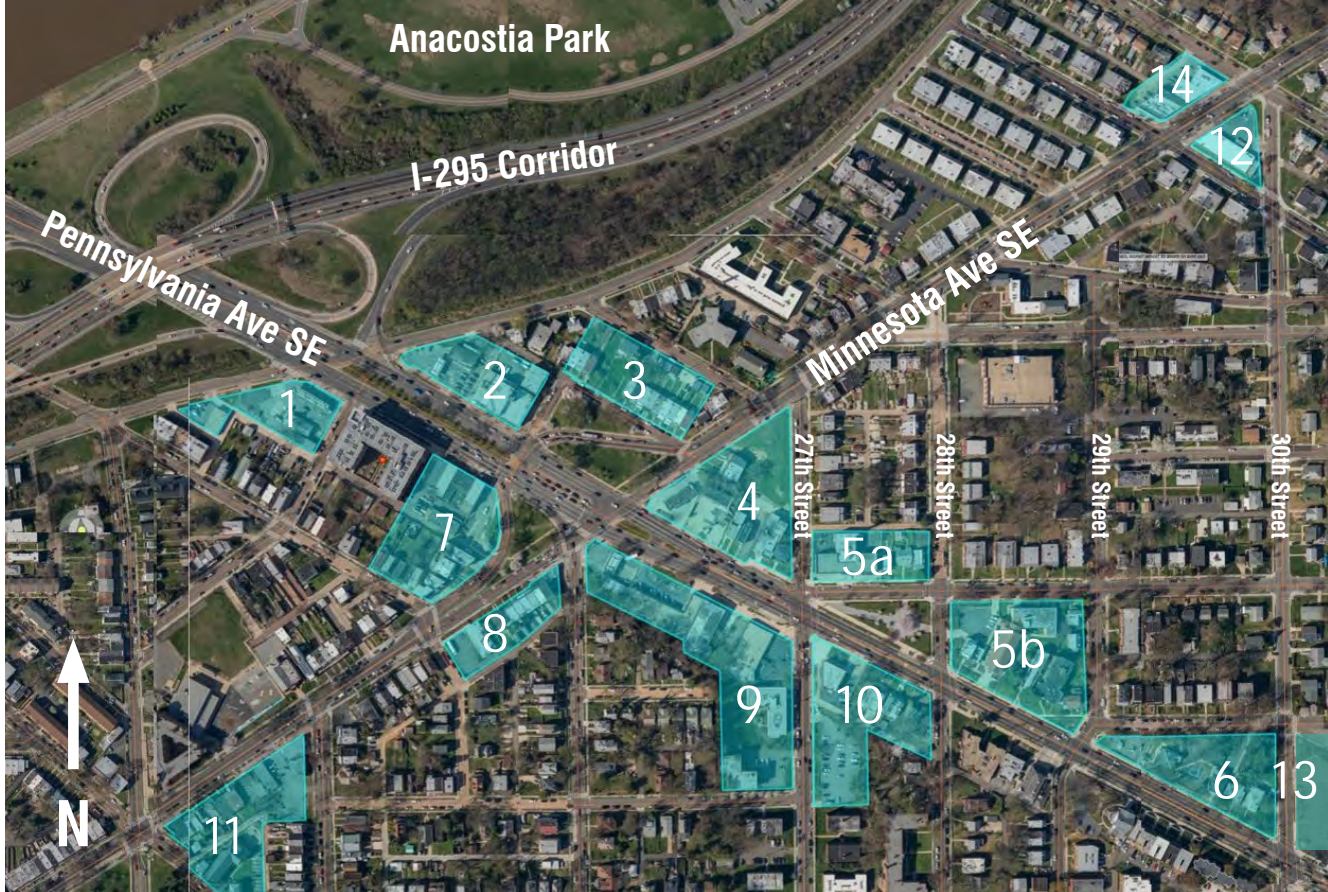 Anacostia Park
14
12
I-295 Corridor
Pennsylvania Ave SE
Minnesota Ave SE
1
2
3
4
27th Street
28th Street
29th Street
30th Street
7
5a
8
5b
9
10
6
13
11
N